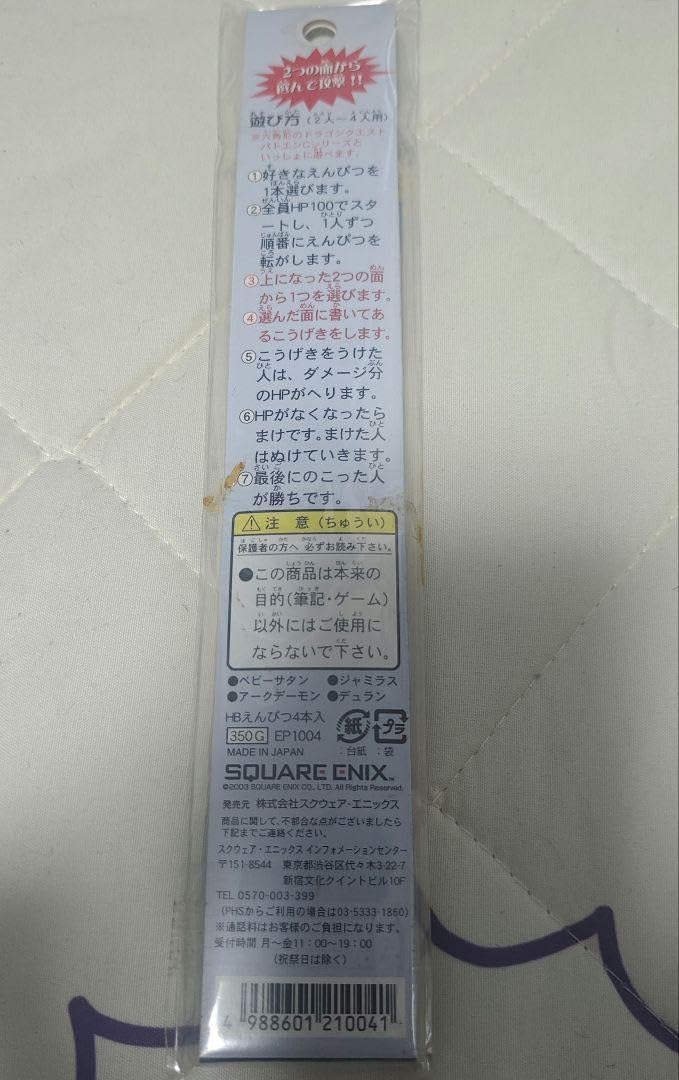 2つの面から
選んで攻撃!!
遊び方(2人〜4人用)
※六角形のドラゴンクエスト
バトエンGシリーズと
いっしょに遊べます。
①好きなえんぴつを
1本選びます。
②全員HP100でスタ
ートし、1人ずつ
順番にえんぴつを
転がします。
③上になった2つの面
から1つを選びます。
④選んだ面に書いてあ
るこうげきをします。
⑤こうげきをうけた
人は、ダメージ分
のHPがへります。
⑥HPがなくなったら
まけです。まけた人
はぬけていきます。
⑦最後にのこった人
が勝ちです。
⚠注 意(ちゅうい)
保護者の方へ 必ずお読み下さい。
●この商品は本来の
目的(筆記・ゲーム)
以外にはご使用に
ならないで下さい。
●ベビーサタン ●ジャミラス
●アークデーモン ●デュラン
HBえんぴつ4本入
350G EP1004
紙 プラ
MADE IN JAPAN :台紙 :袋
SQUARE ENIX™
©2003 SQUARE ENIX CO., LTD. All Rights Reserved.
発売元 株式会社スクウェア・エニックス
商品に関して、不都合な点がございましたら
下記までご連絡ください。
スクウェア・エニックス インフォメーションセンター
〒151-8544 東京都渋谷区代々木3-22-7
新宿文化クイントビル10F
TEL 0570-003-399
(PHSからご利用の場合は03-5333-1860)
※通話料はお客様のご負担になります。
受付時間 月〜金11:00〜19:00
(祝祭日は除く)
4 988601 210041